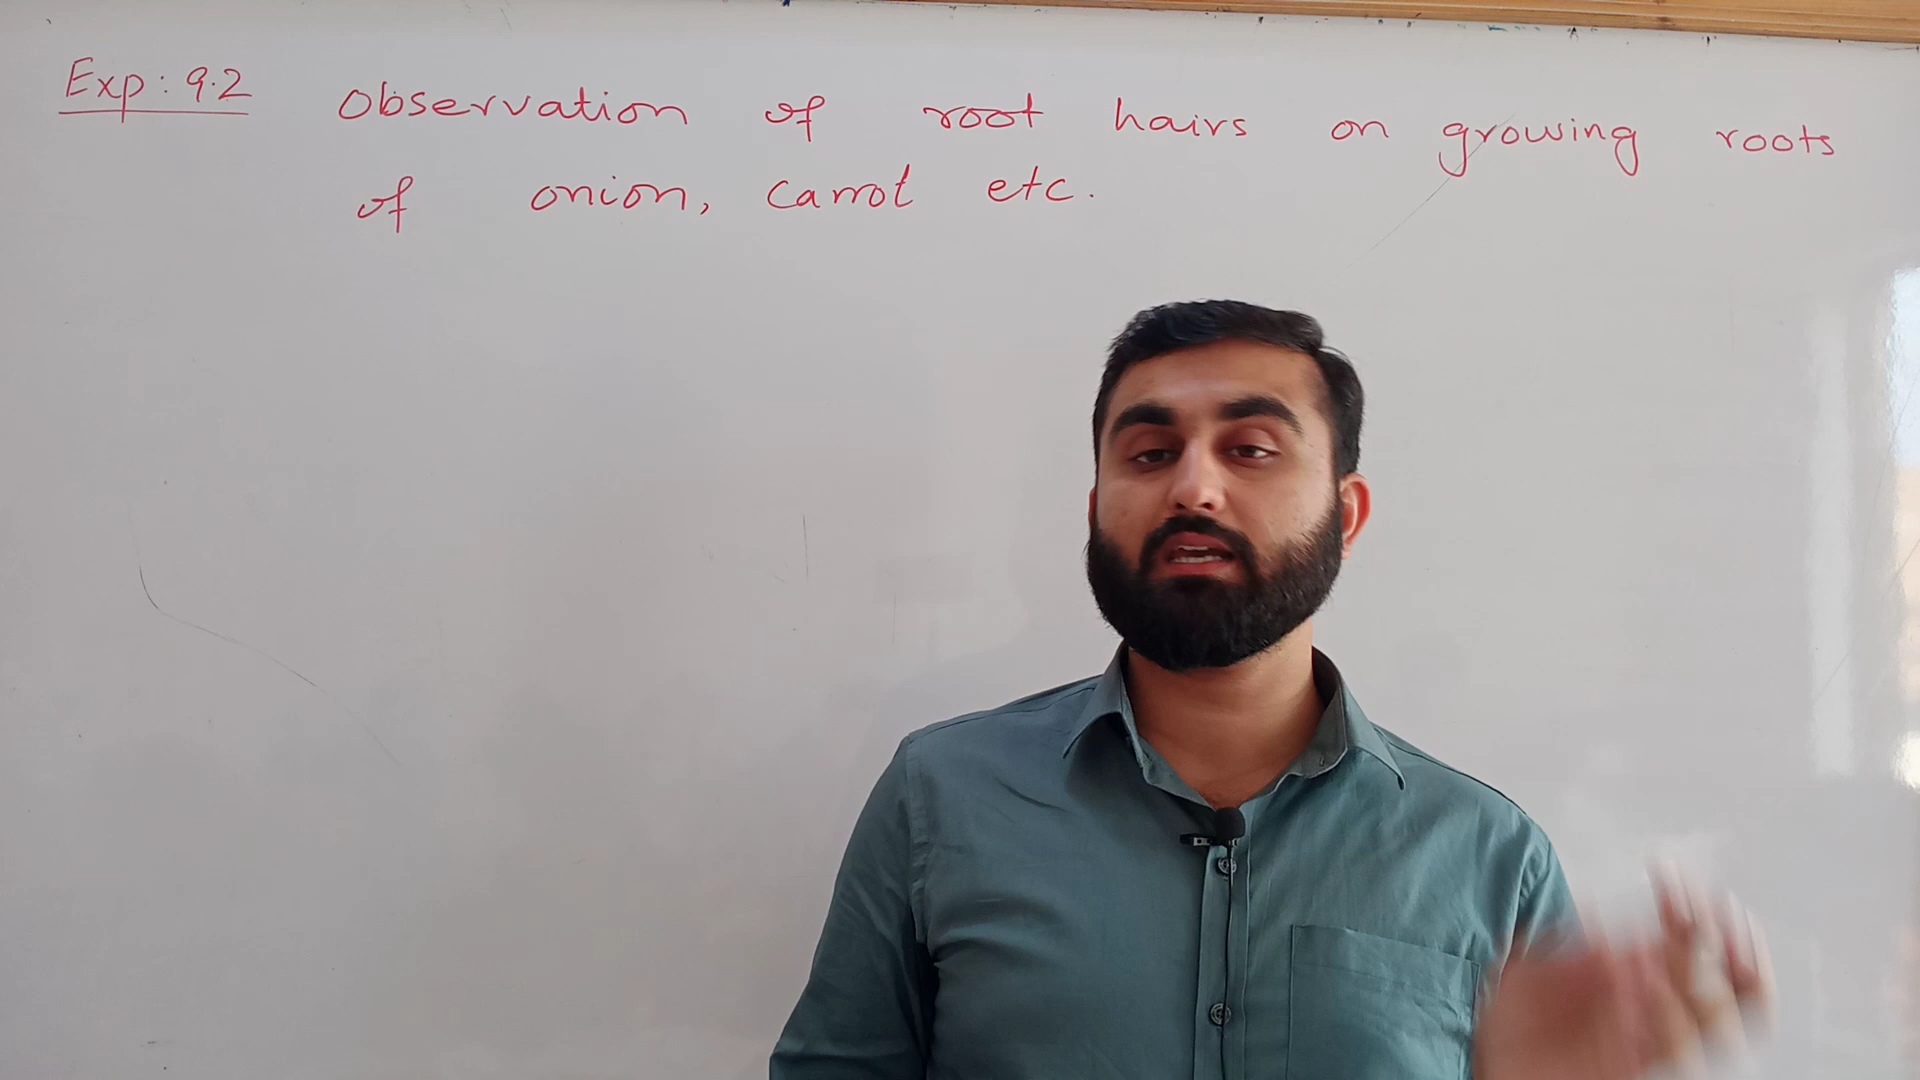 Exp: 9.2 Observation of root hairs on growing roots
of onion, carrot etc.